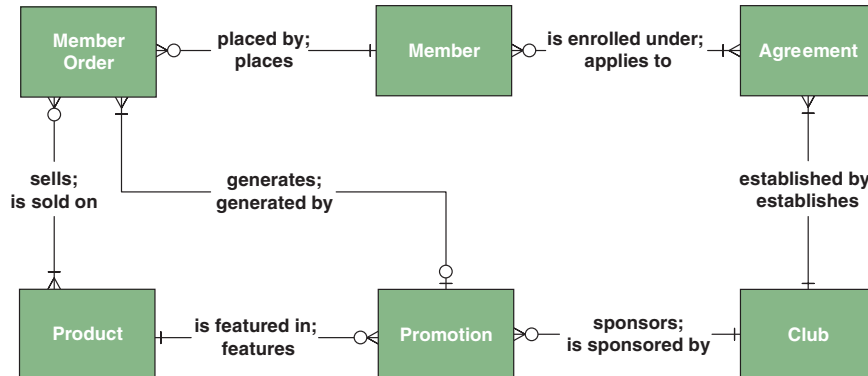 Member
Order
placed by;
places
Member
is enrolled under;
applies to
Agreement
sells;
is sold on
generates;
generated by
established by
establishes
Product
is featured in;
features
Promotion
sponsors;
is sponsored by
Club